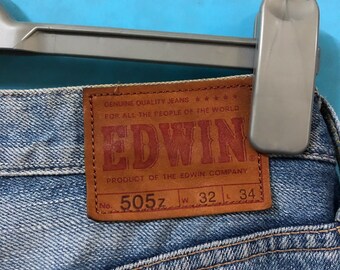 GENUINE QUALITY JEANS ★★★★★
FOR ALL THE PEOPLE OF THE WORLD
EDWIN
PRODUCT OF THE EDWIN COMPANY
No. 505z W 32 L 34